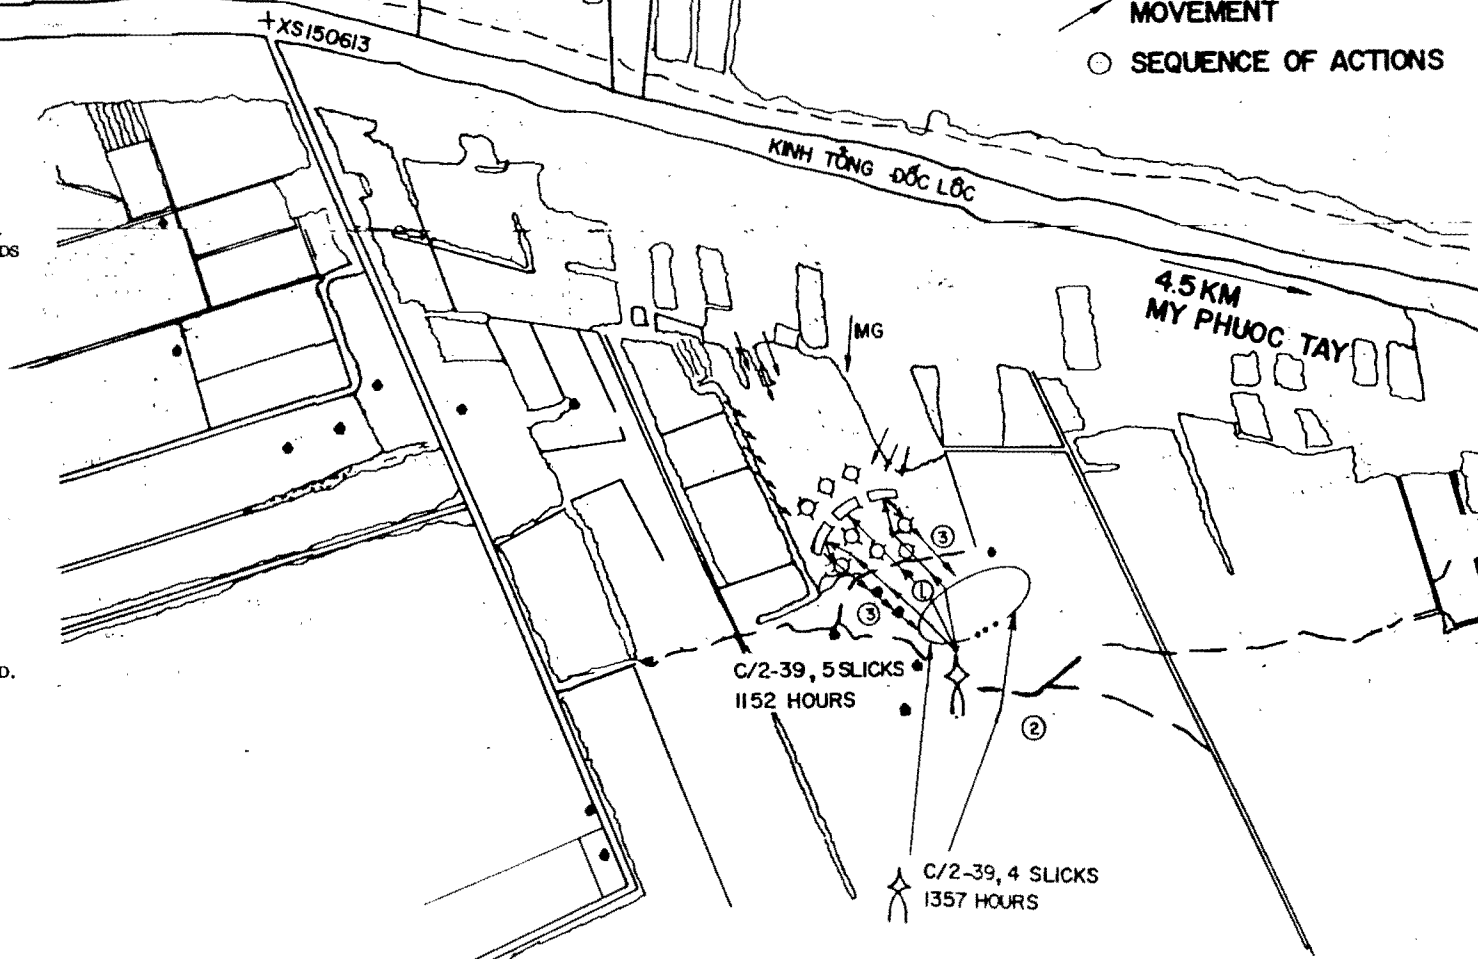 MOVEMENT
○ SEQUENCE OF ACTIONS
+XS150613
KINH TỔNG ĐỐC LỘC
DS
4.5 KM
MY PHUOC TAY
MG
③
①
③
D.
C/2-39, 5 SLICKS
1152 HOURS
②
C/2-39, 4 SLICKS
1357 HOURS